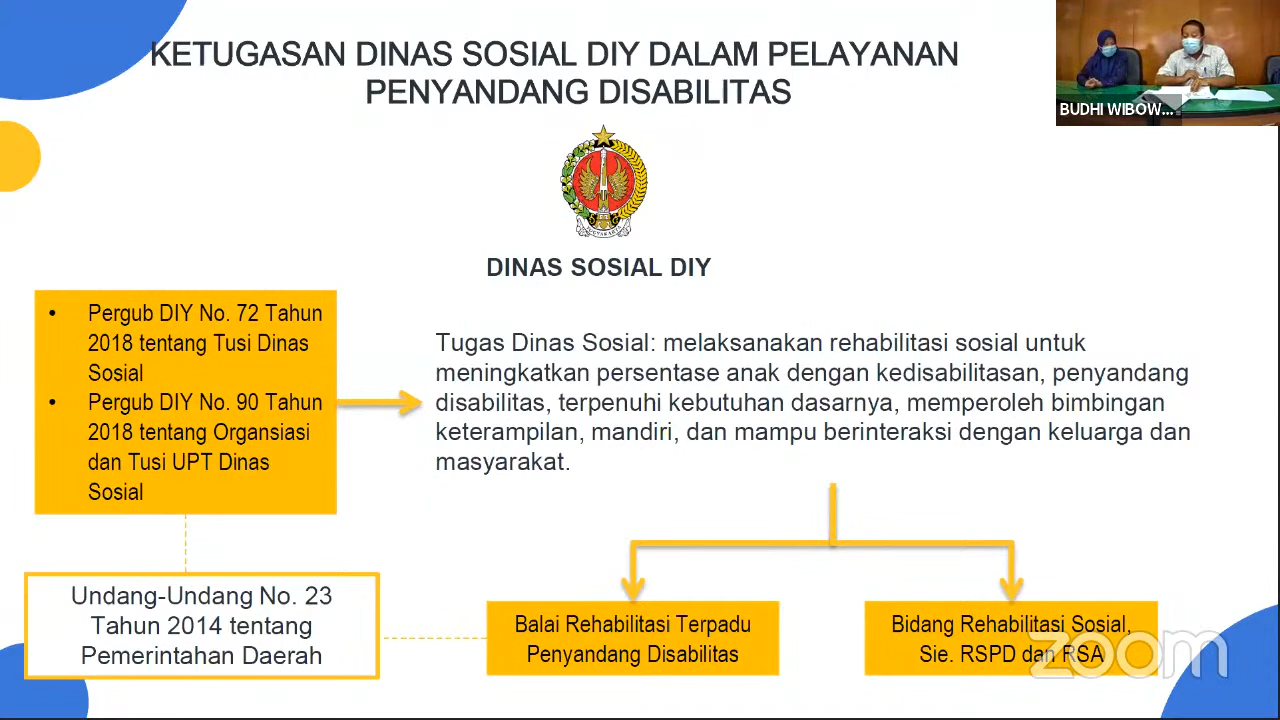 KETUGASAN DINAS SOSIAL DIY DALAM PELAYANAN
PENYANDANG DISABILITAS
BUDHI WIBOW...
DINAS SOSIAL DIY
• Pergub DIY No. 72 Tahun
2018 tentang Tusi Dinas
Sosial
• Pergub DIY No. 90 Tahun
2018 tentang Organsiasi
dan Tusi UPT Dinas
Sosial
Tugas Dinas Sosial: melaksanakan rehabilitasi sosial untuk
meningkatkan persentase anak dengan kedisabilitasan, penyandang
disabilitas, terpenuhi kebutuhan dasarnya, memperoleh bimbingan
keterampilan, mandiri, dan mampu berinteraksi dengan keluarga dan
masyarakat.
Undang-Undang No. 23
Tahun 2014 tentang
Pemerintahan Daerah
Balai Rehabilitasi Terpadu
Penyandang Disabilitas
Bidang Rehabilitasi Sosial,
Sie. RSPD dan RSA
zoom